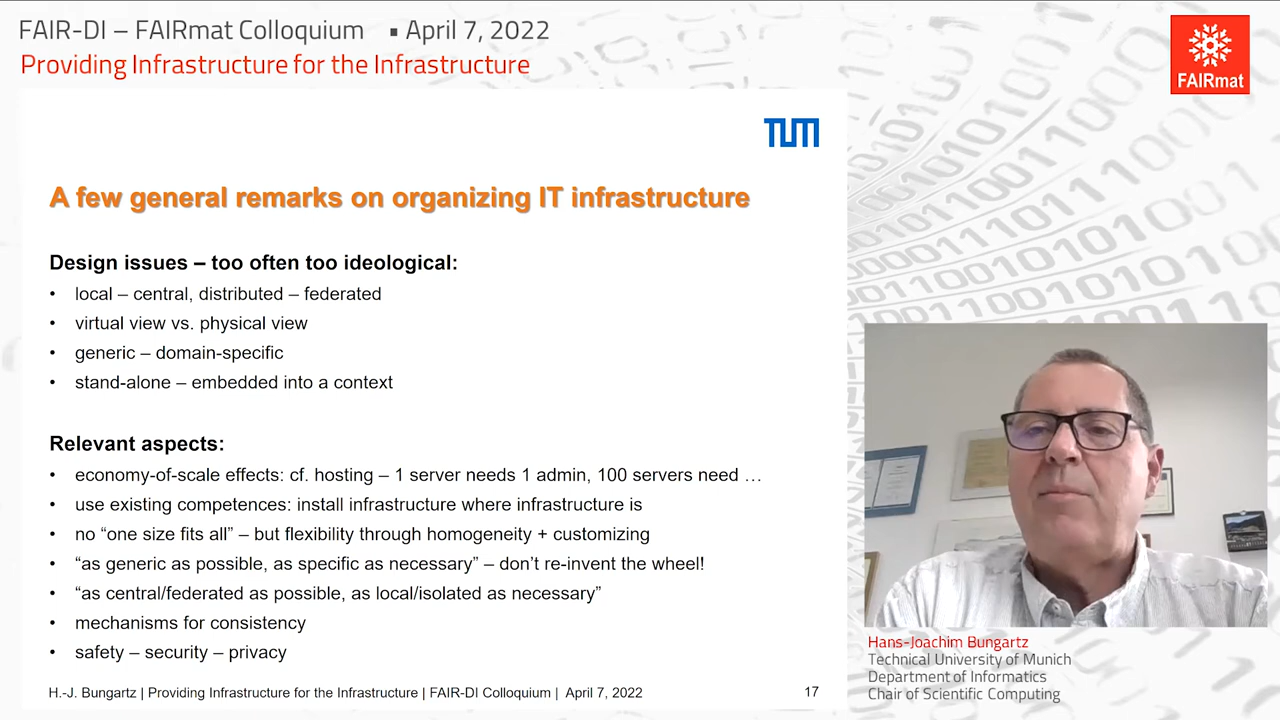 FAIR-DI – FAIRmat Colloquium ▪ April 7, 2022
Providing Infrastructure for the Infrastructure
FAIRmat
TUM
A few general remarks on organizing IT infrastructure
Design issues – too often too ideological:
• local – central, distributed – federated
• virtual view vs. physical view
• generic – domain-specific
• stand-alone – embedded into a context
Relevant aspects:
• economy-of-scale effects: cf. hosting – 1 server needs 1 admin, 100 servers need …
• use existing competences: install infrastructure where infrastructure is
• no “one size fits all” – but flexibility through homogeneity + customizing
• “as generic as possible, as specific as necessary” – don’t re-invent the wheel!
• “as central/federated as possible, as local/isolated as necessary”
• mechanisms for consistency
• safety – security – privacy
H.-J. Bungartz | Providing Infrastructure for the Infrastructure | FAIR-DI Colloquium | April 7, 2022
17
Hans-Joachim Bungartz
Technical University of Munich
Department of Informatics
Chair of Scientific Computing